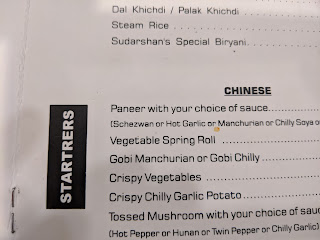 Dal Khichdi / Palak Khichdi
Steam Rice .
Sudarshan's Special Biryani. . . . .
CHINESE
STARTRERS
Paneer with your choice of sauce......................
(Schezwan or Hot Garlic or Manchurian or Chilly Soya
Vegetable Spring Roll ..............................
Gobi Manchurian or Gobi Chilly......................
Crispy Vegetables ..............................
Crispy Chilly Garlic Potato......................
Tossed Mushroom with your choice of
(Hot Pepper or Hunan or Twin Pepper or Chilly Garlic)